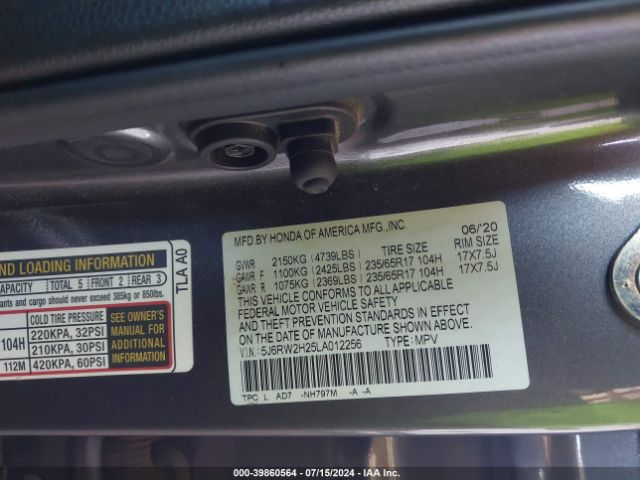 ND LOADING INFORMATION
CAPACITY TOTAL 5 FRONT 2 REAR 3
ants and cargo should never exceed 385kg or 850lbs.
COLD TIRE PRESSURE
104H 220KPA, 32PSI
210KPA, 30PSI
112M 420KPA, 60PSI
SEE OWNER'S
MANUAL FOR
ADDITIONAL
INFORMATION
TLA A0
MFD.BY HONDA OF AMERICA MFG.,INC. 06/'20
TIRE SIZE RIM SIZE
GVWR 2150KG (4739LBS)
GAWR F 1100KG (2425LBS) 235/65R17 104H 17X7.5J
GAWR R 1075KG (2369LBS) 235/65R17 104H 17X7.5J
THIS VEHICLE CONFORMS TO ALL APPLICABLE
FEDERAL MOTOR VEHICLE SAFETY
AND THEFT PREVENTION STANDARDS IN EFFECT ON
THE DATE OF MANUFACTURE SHOWN ABOVE.
V.I.N.: 5J6RW2H25LA012256 TYPE: MPV
TPC L AD7 -NH797M -A -A
000-39860564 | 07/15/2024 | IAA Inc.